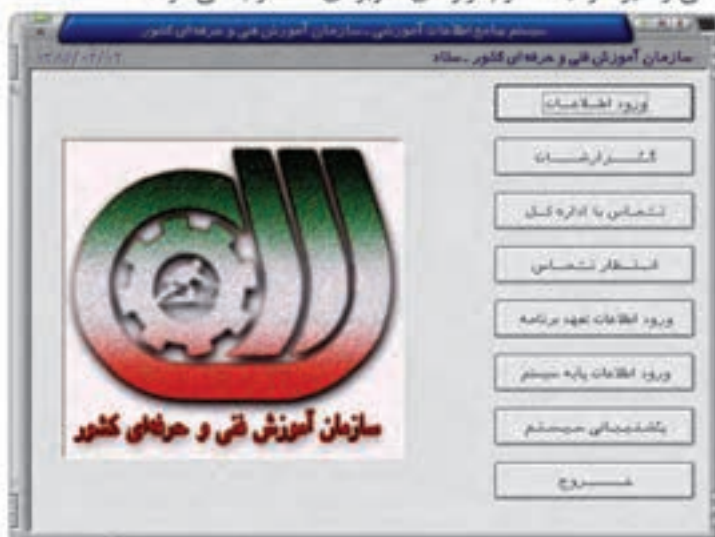 سیستم جامع اطلاعات آموزشی - سازمان آموزش فنی و حرفه‌ای کشور
سازمان آموزش فنی و حرفه‌ای کشور - ستاد
ورود اطلاعات
گزارشات
تماس با اداره کل
انتظار تماس
ورود اطلاعات تعهد برنامه
ورود اطلاعات پایه سیستم
پشتیبانی سیستم
خروج
سازمان آموزش فنی و حرفه‌ای کشور